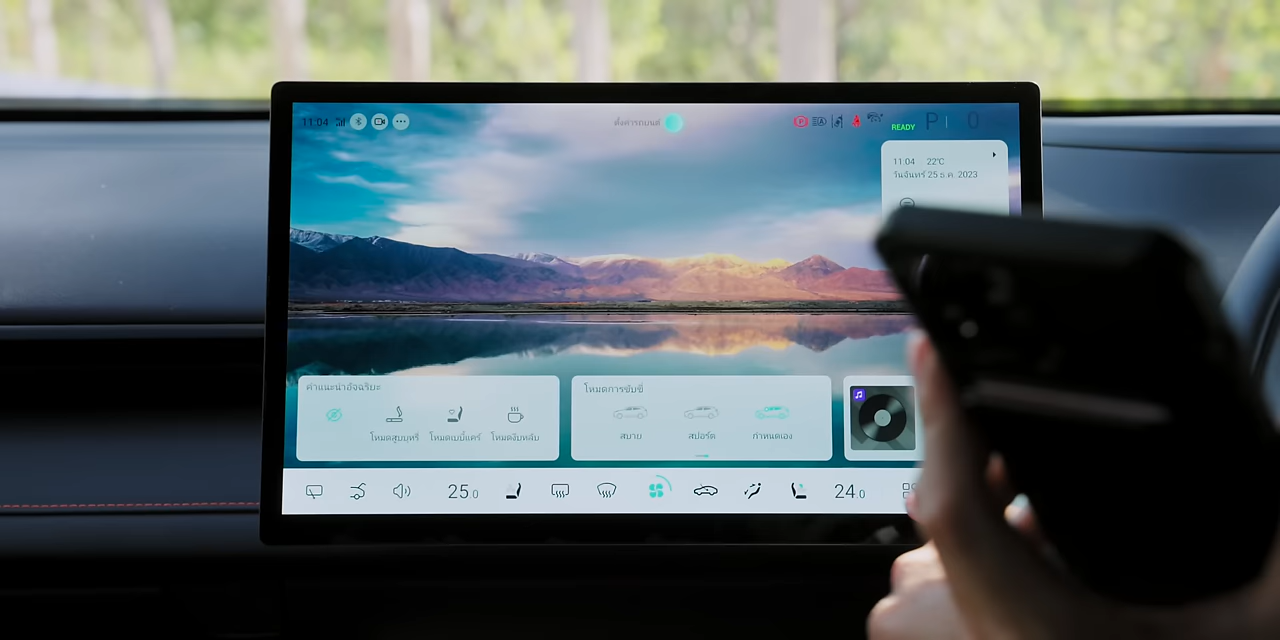 11:04
ตั้งค่ารถยนต์
READY P 0
11:04 22°C
วันจันทร์ 25 ธ.ค. 2023
คำแนะนำอัจฉริยะ
โหมดสูบบุหรี่ โหมดเบบี้แคร์ โหมดงีบหลับ
โหมดการขับขี่
สบาย สปอร์ต กำหนดเอง
25.0 24.0